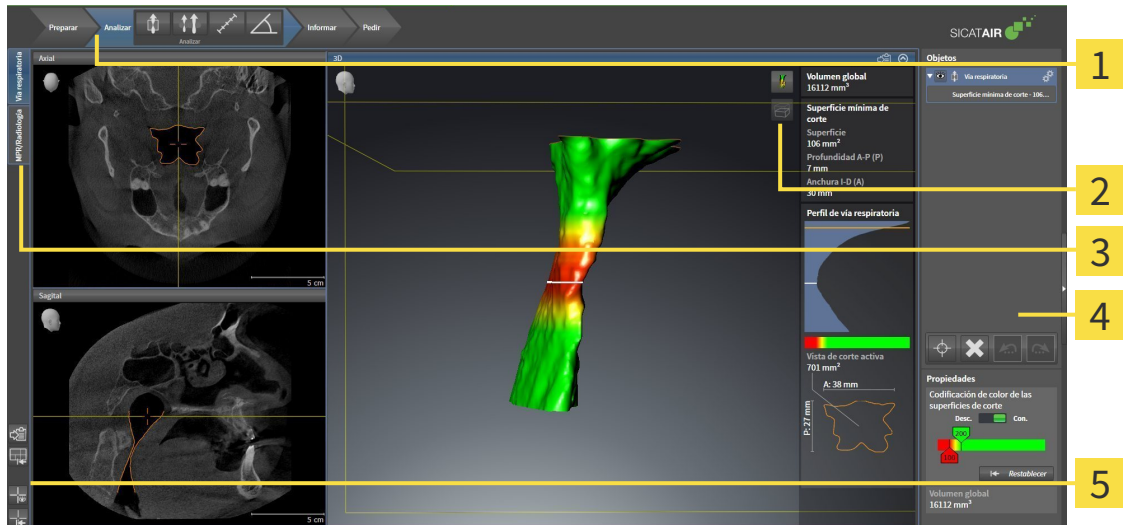 Preparar
Analizar
Analizar
Informar
Pedir
SICATAIR
Vía respiratoria
MPR/Radiología
Axial
5 cm
Sagital
5 cm
3D
Volumen global
16112 mm³
Superficie mínima de
corte
Superficie
106 mm²
Profundidad A-P (P)
7 mm
Anchura I-D (A)
30 mm
Perfil de vía respiratoria
Vista de corte activa
701 mm²
A: 38 mm
P: 27 mm
Objetos
Vía respiratoria
Superficie mínima de corte - 106...
Propiedades
Codificación de color de las
superficies de corte
Desc.
Con.
200
100
Restablecer
Volumen global
16112 mm³
1
2
3
4
5